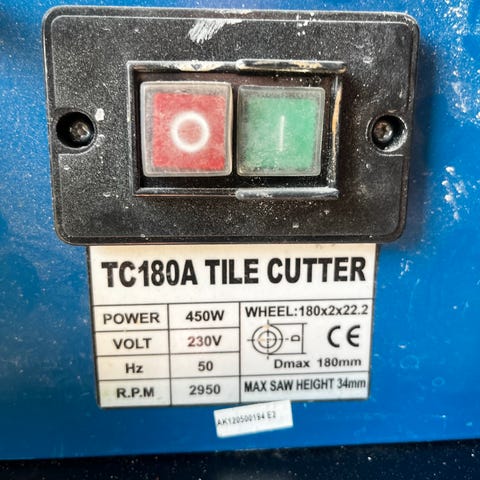 O I
TC180A TILE CUTTER
POWER 450W WHEEL:180x2x22.2
VOLT 230V D CE
Hz 50 Dmax 180mm
R.P.M 2950 MAX SAW HEIGHT 34mm
AK120500194 E2